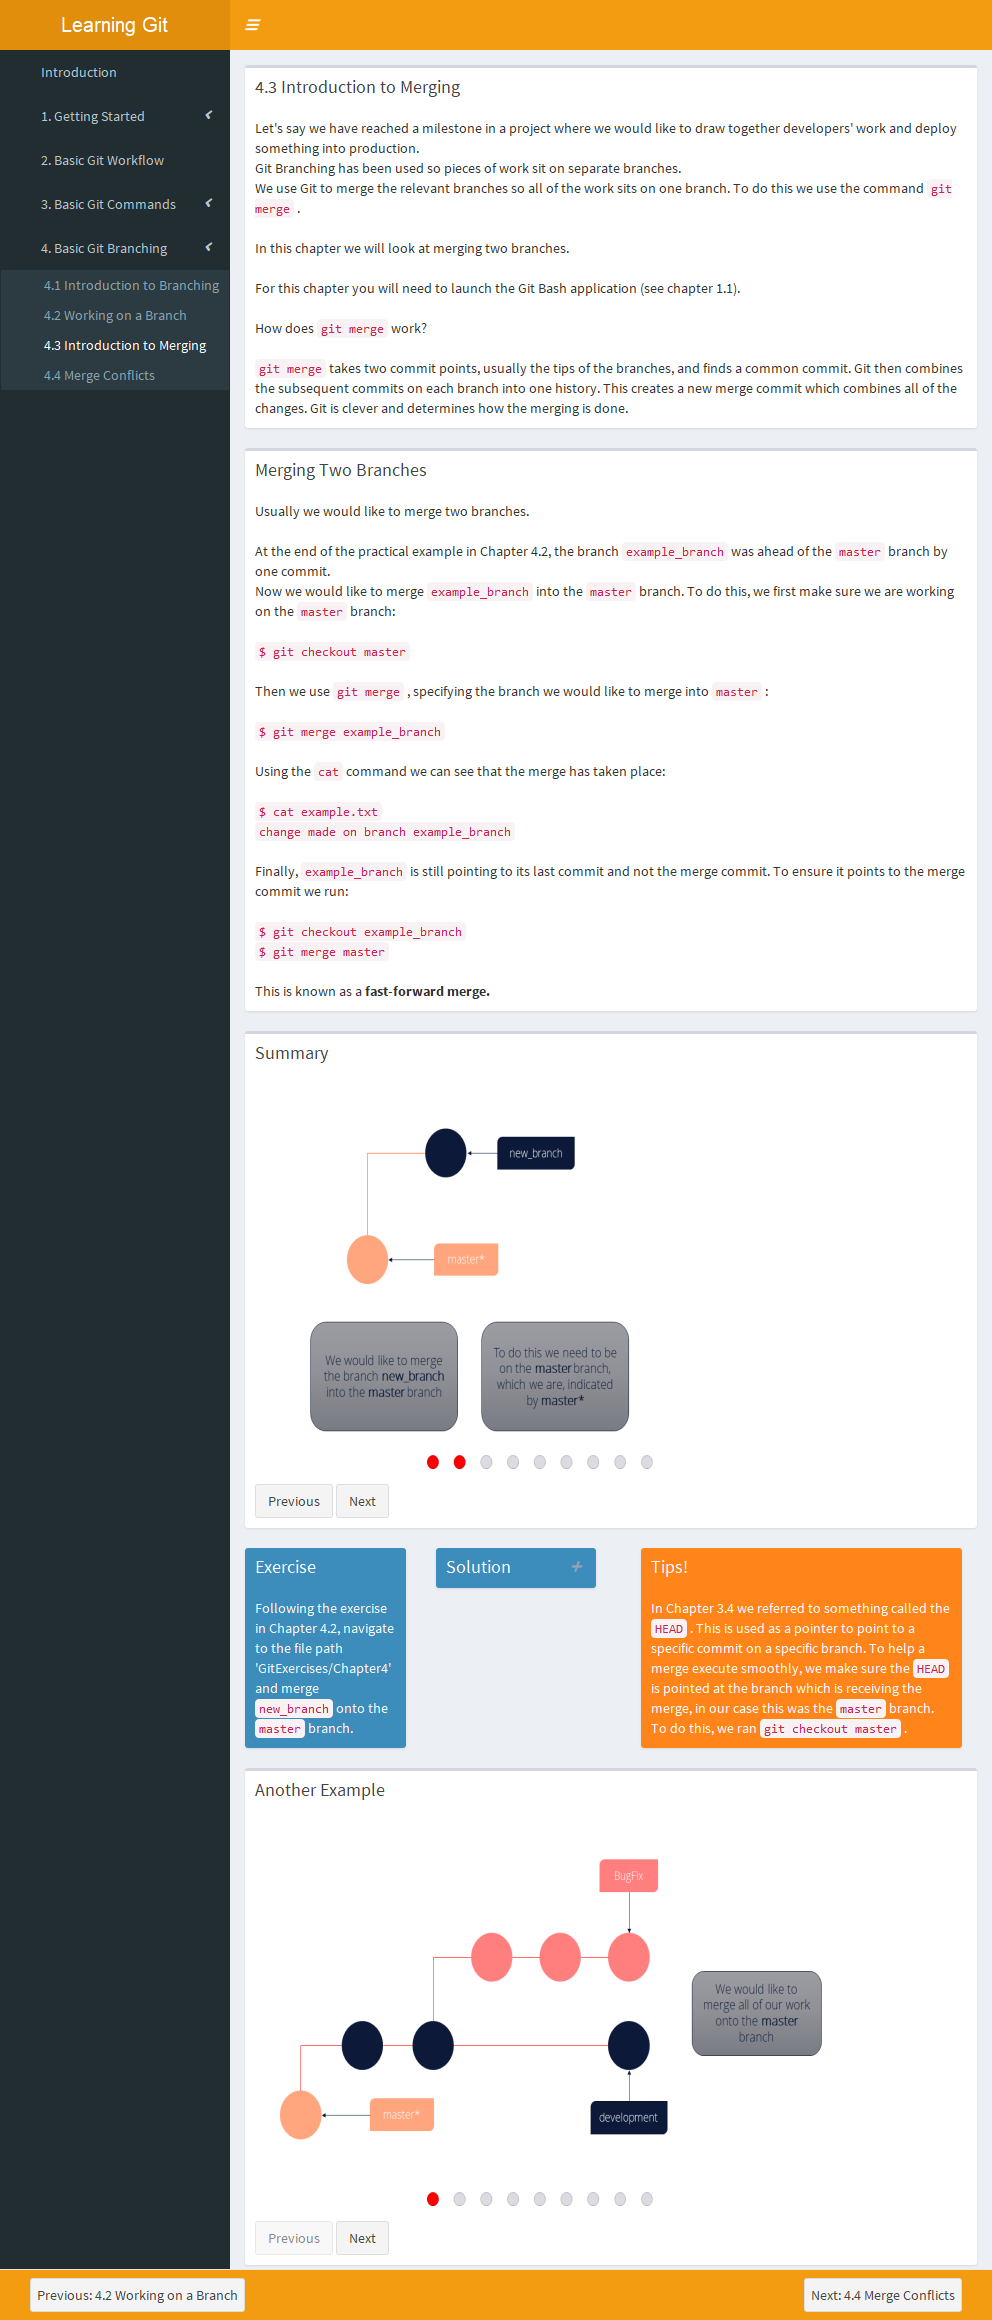 Learning Git
Introduction
1. Getting Started
2. Basic Git Workflow
3. Basic Git Commands
4. Basic Git Branching
4.1 Introduction to Branching
4.2 Working on a Branch
4.3 Introduction to Merging
4.4 Merge Conflicts
4.3 Introduction to Merging
Let's say we have reached a milestone in a project where we would like to draw together developers' work and deploy
something into production.
Git Branching has been used so pieces of work sit on separate branches.
We use Git to merge the relevant branches so all of the work sits on one branch. To do this we use the command git
merge .
In this chapter we will look at merging two branches.
For this chapter you will need to launch the Git Bash application (see chapter 1.1).
How does git merge work?
git merge takes two commit points, usually the tips of the branches, and finds a common commit. Git then combines
the subsequent commits on each branch into one history. This creates a new merge commit which combines all of the
changes. Git is clever and determines how the merging is done.
Merging Two Branches
Usually we would like to merge two branches.
At the end of the practical example in Chapter 4.2, the branch example_branch was ahead of the master branch by
one commit.
Now we would like to merge example_branch into the master branch. To do this, we first make sure we are working
on the master branch:
$ git checkout master
Then we use git merge , specifying the branch we would like to merge into master :
$ git merge example_branch
Using the cat command we can see that the merge has taken place:
$ cat example.txt
change made on branch example_branch
Finally, example_branch is still pointing to its last commit and not the merge commit. To ensure it points to the merge
commit we run:
$ git checkout example_branch
$ git merge master
This is known as a fast-forward merge.
Summary
new_branch
master*
We would like to merge
the branch new_branch
into the master branch
To do this we need to be
on the master branch,
which we are, indicated
by master*
Previous
Next
Exercise
Following the exercise
in Chapter 4.2, navigate
to the file path
'GitExercises/Chapter4'
and merge
new_branch onto the
master branch.
Solution
Tips!
In Chapter 3.4 we referred to something called the
HEAD . This is used as a pointer to point to a
specific commit on a specific branch. To help a
merge execute smoothly, we make sure the HEAD
is pointed at the branch which is receiving the
merge, in our case this was the master branch.
To do this, we ran git checkout master .
Another Example
BugFix
We would like to
merge all of our work
onto the master
branch
master*
development
Previous
Next
Previous: 4.2 Working on a Branch
Next: 4.4 Merge Conflicts